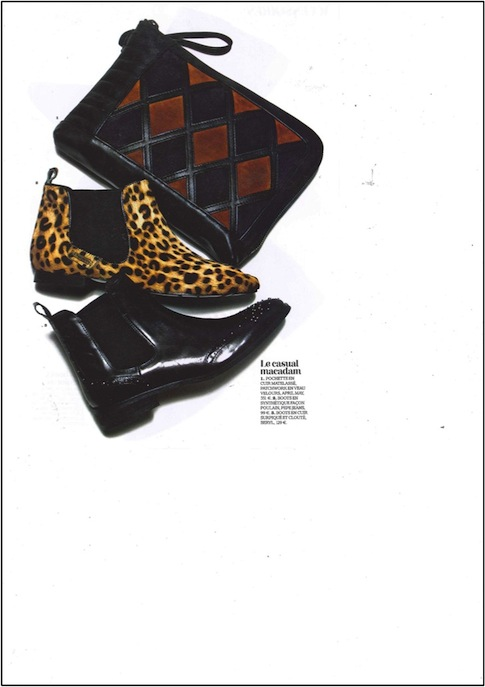 Le casual
macadam
1. POCHETTE EN
CUIR MATELASSÉ,
PATCHWORK EN VEAU
VELOURS, APRIL MAY,
2. BOOTS EN
SYNTHÉTIQUE FAÇON
POULAIN, PEPE JEANS,
3. BOOTS EN CUIR
SURPIQUÉ ET CLOUTÉ,
129 €.